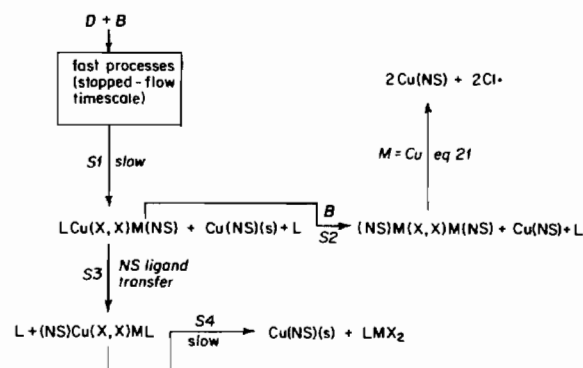 D + B
fast processes
(stopped-flow
timescale)
S1 slow
2Cu(NS) + 2Cl·
M = Cu eq 21
LCu(X,X)M(NS) + Cu(NS)(s) + L
B
S2
(NS)M(X,X)M(NS) + Cu(NS) + L
S3 NS ligand
transfer
L + (NS)Cu(X,X)ML
S4
slow
Cu(NS)(s) + LMX₂